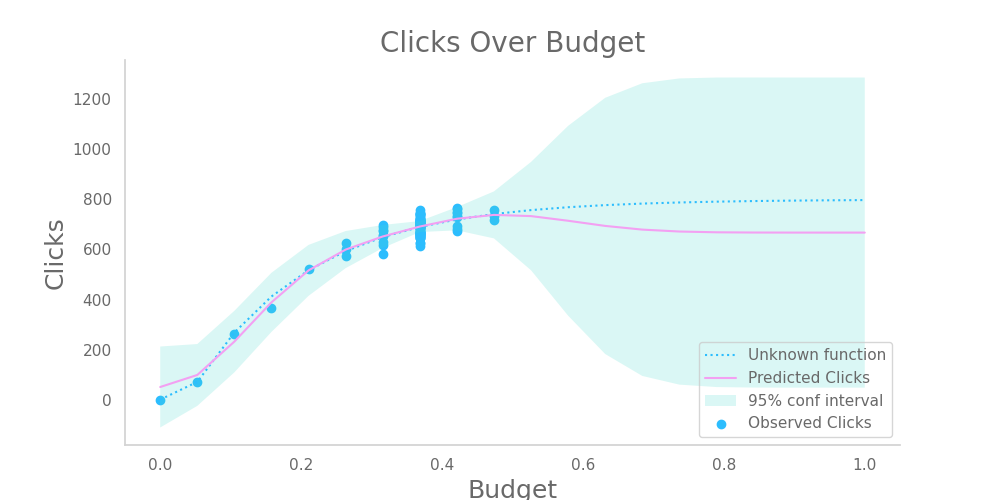 Clicks Over Budget
Clicks
1200
1000
800
600
400
200
0
0.0 0.2 0.4 0.6 0.8 1.0
Budget
Unknown function
Predicted Clicks
95% conf interval
Observed Clicks